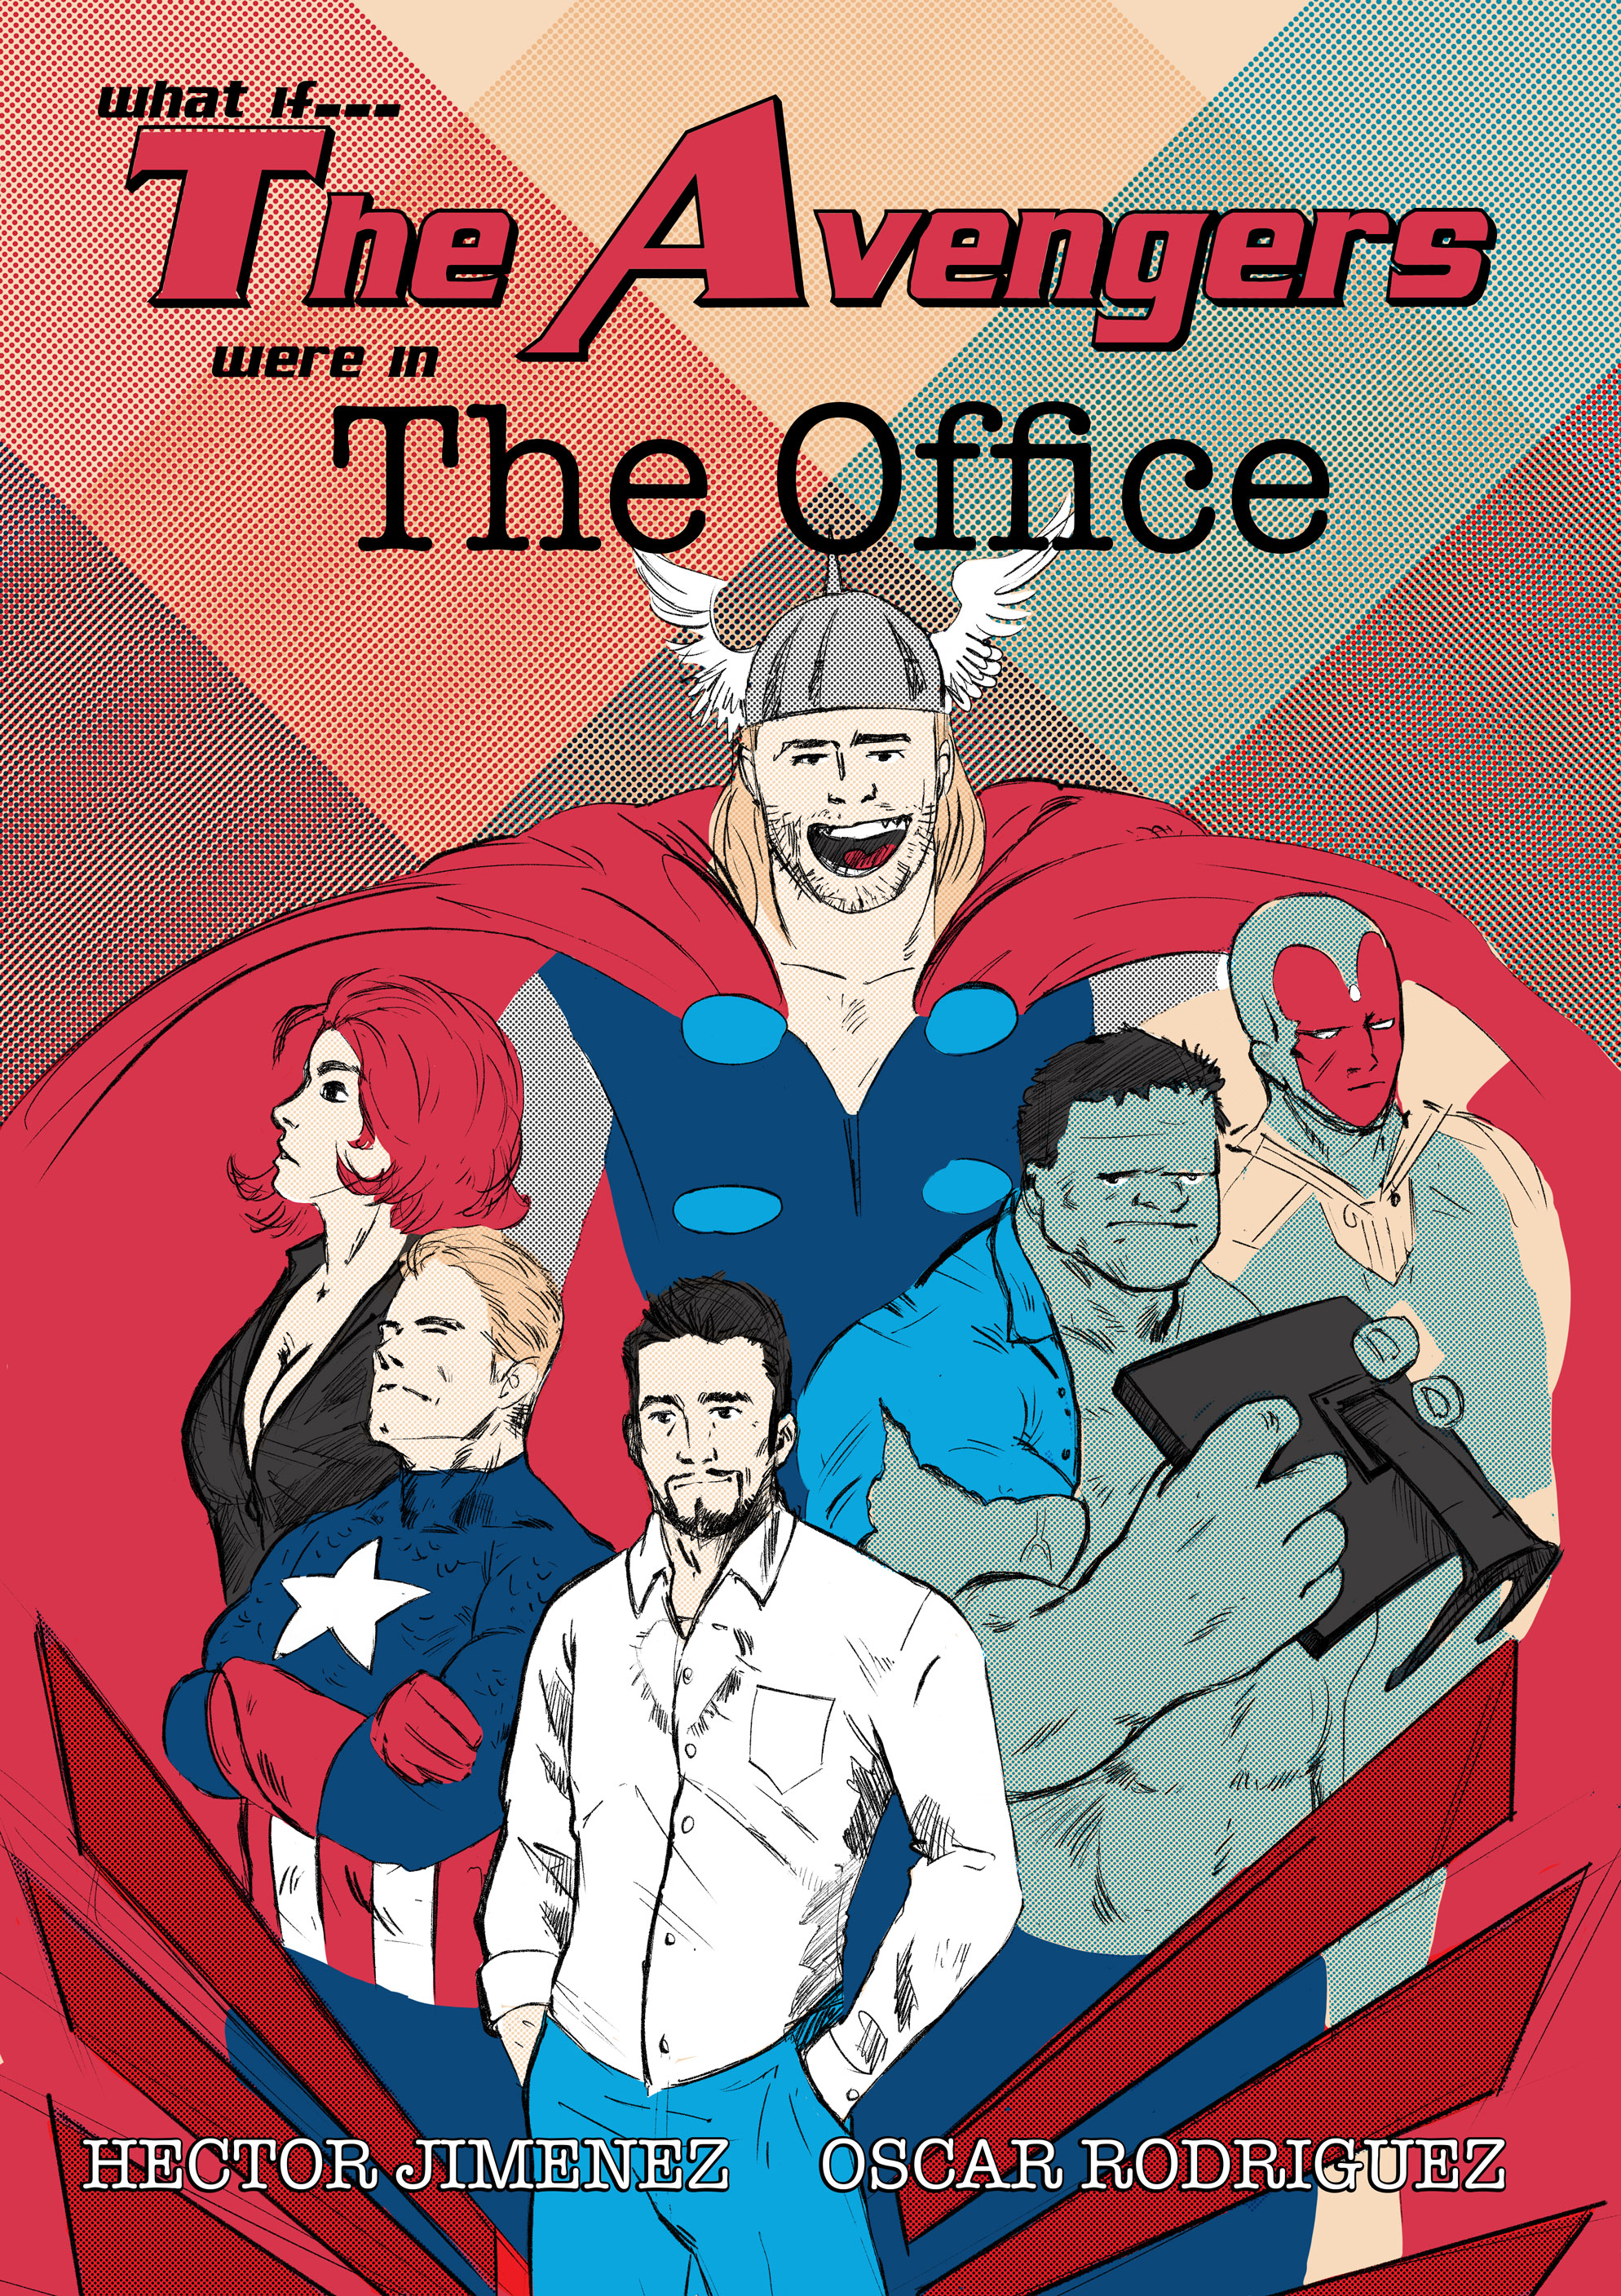 what if---
The Avengers
were in
The Office
HECTOR JIMENEZ OSCAR RODRIGUEZ